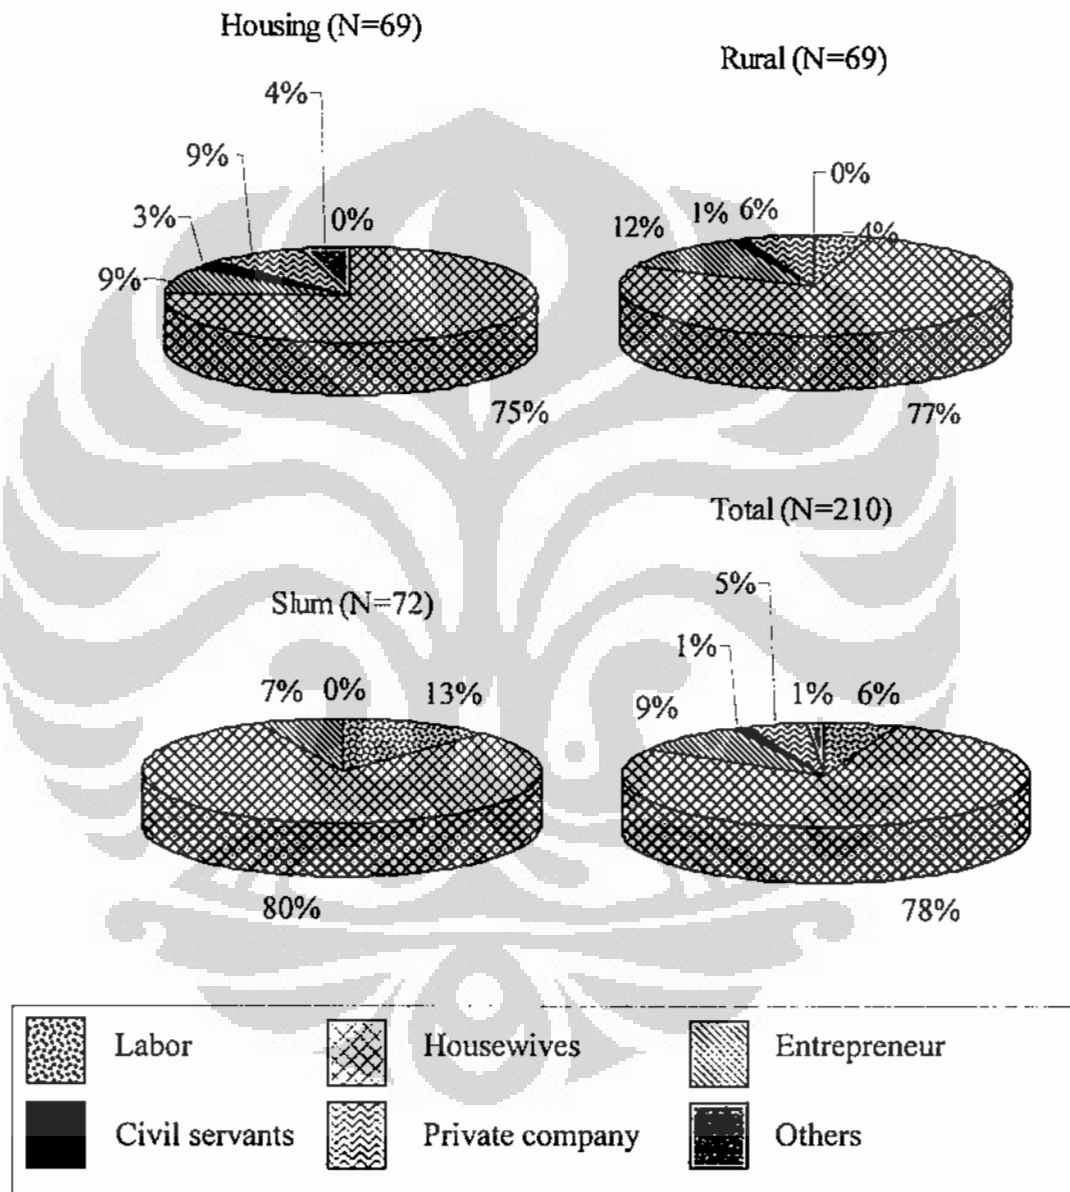 Housing (N=69)
4%
9%
3%
9%
0%
75%
Rural (N=69)
0%
12%
1%
6%
4%
77%
Slum (N=72)
7%
0%
13%
80%
Total (N=210)
5%
1%
9%
1%
6%
78%
Labor
Housewives
Entrepreneur
Civil servants
Private company
Others